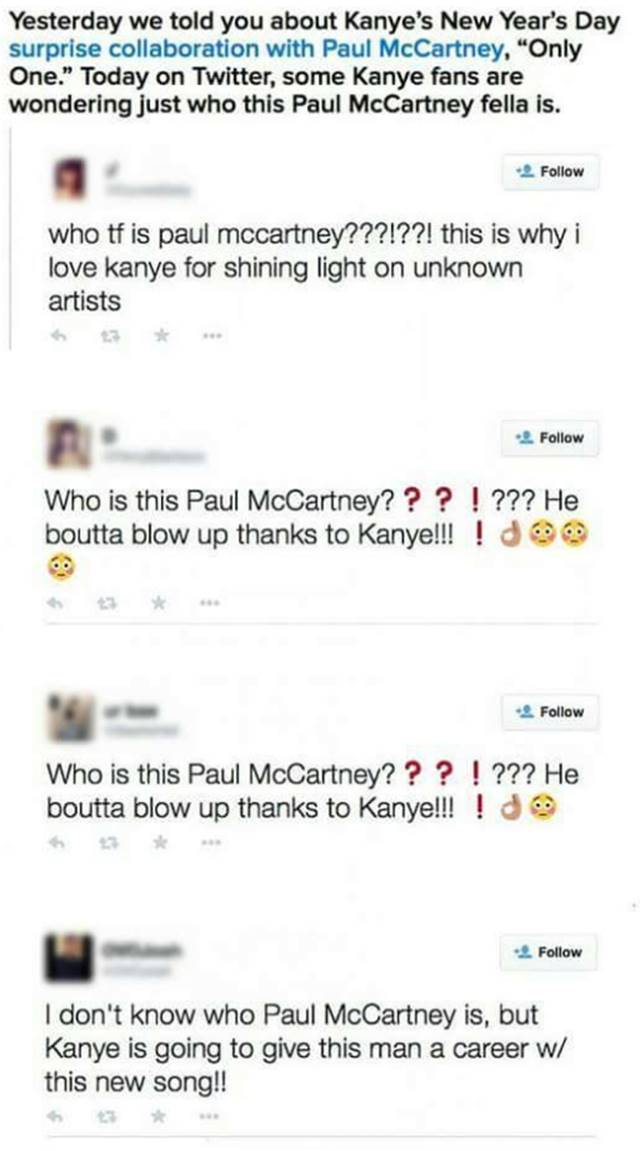 Yesterday we told you about Kanye's New Year's Day
surprise collaboration with Paul McCartney, “Only
One.” Today on Twitter, some Kanye fans are
wondering just who this Paul McCartney fella is.
Follow
who tf is paul mccartney???!??! this is why i
love kanye for shining light on unknown
artists
Follow
Who is this Paul McCartney?❓❓❗??? He
boutta blow up thanks to Kanye!!! ❗👌😳😳
😳
Follow
Who is this Paul McCartney?❓❓❗??? He
boutta blow up thanks to Kanye!!! ❗👌😳
Follow
I don't know who Paul McCartney is, but
Kanye is going to give this man a career w/
this new song!!